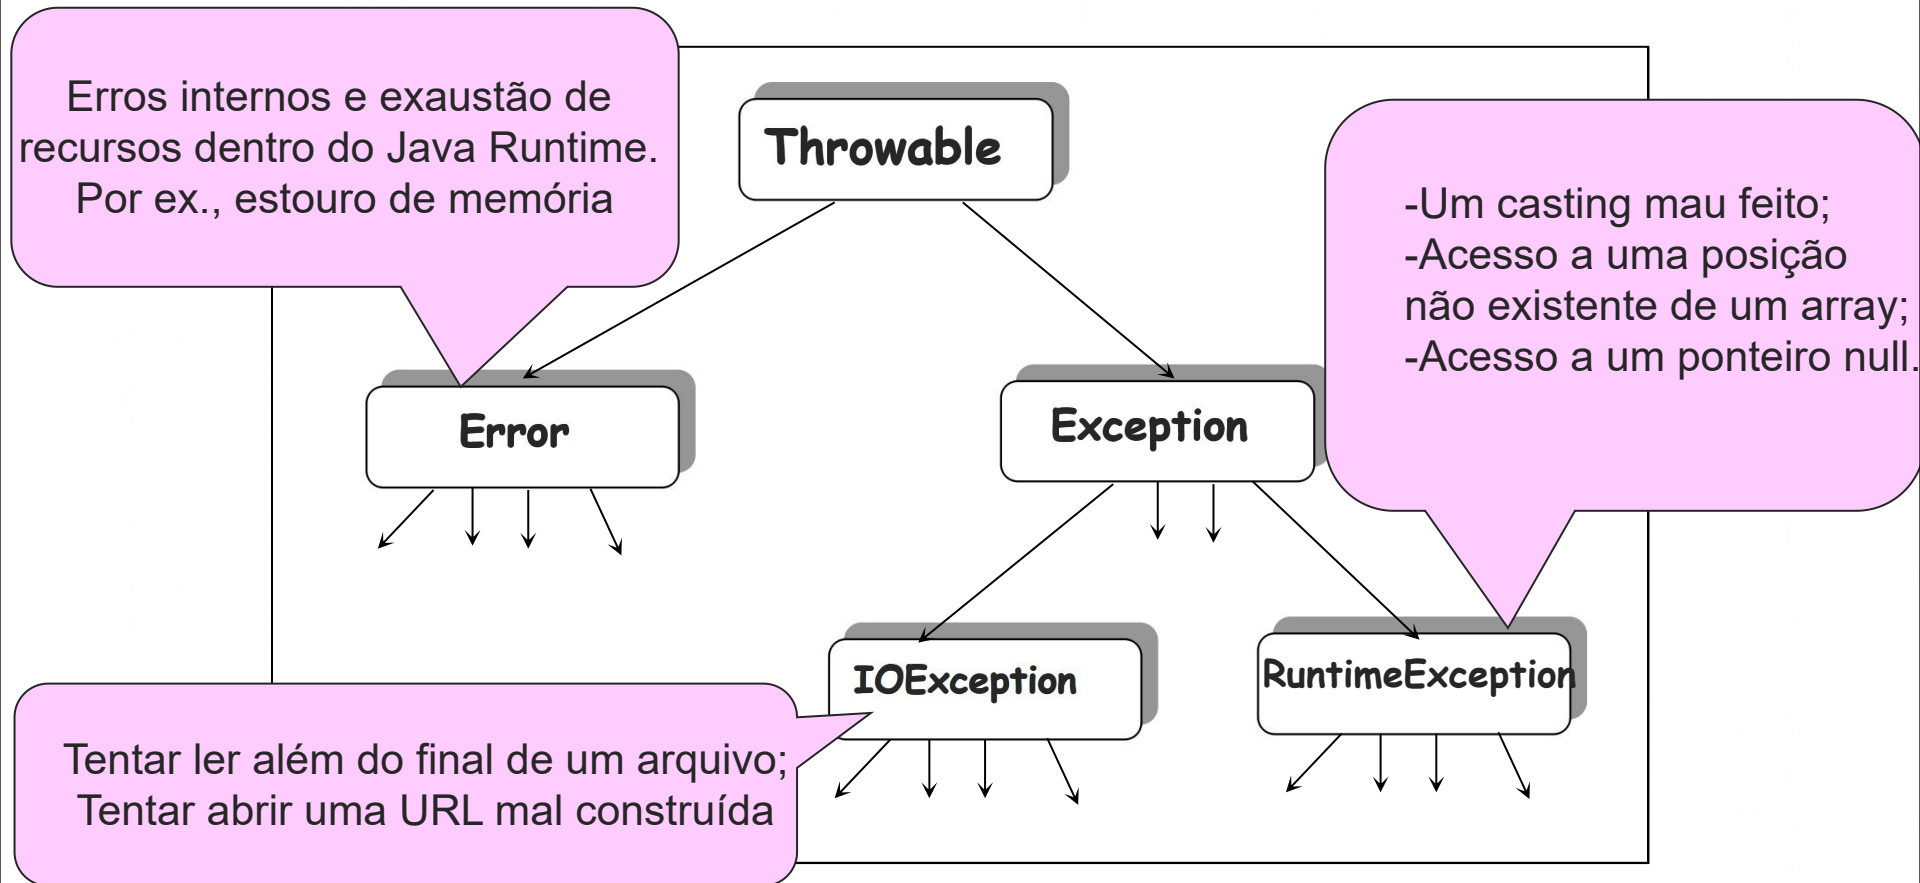 Erros internos e exaustão de
recursos dentro do Java Runtime.
Por ex., estouro de memória
Throwable
-Um casting mau feito;
-Acesso a uma posição
não existente de um array;
-Acesso a um ponteiro null.
Error
Exception
IOException
RuntimeException
Tentar ler além do final de um arquivo;
Tentar abrir uma URL mal construída